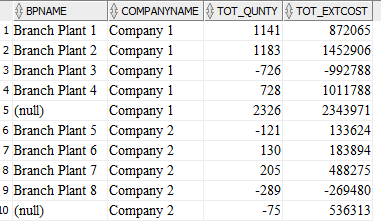 BPNAME COMPANYNAME TOT_QUNTY TOT_EXTCOST
1 Branch Plant 1 Company 1 1141 872065
2 Branch Plant 2 Company 1 1183 1452906
3 Branch Plant 3 Company 1 -726 -992788
4 Branch Plant 4 Company 1 728 1011788
5 (null) Company 1 2326 2343971
6 Branch Plant 5 Company 2 -121 133624
7 Branch Plant 6 Company 2 130 183894
8 Branch Plant 7 Company 2 205 488275
9 Branch Plant 8 Company 2 -289 -269480
10 (null) Company 2 -75 536313